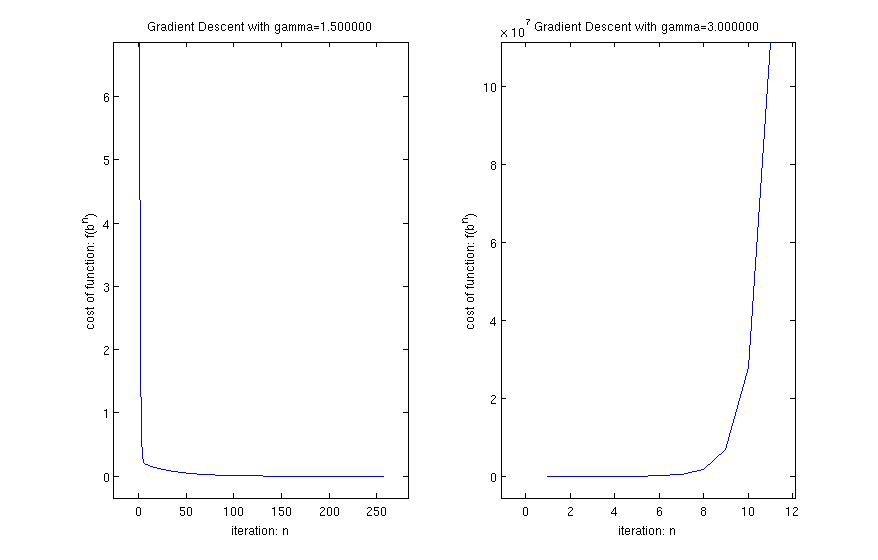 Gradient Descent with gamma=1.500000
6
5
4
3
2
1
0
cost of function: f(b^n)
0 50 100 150 200 250
iteration: n
× 10^7 Gradient Descent with gamma=3.000000
10
8
6
4
2
0
cost of function: f(b^n)
0 2 4 6 8 10 12
iteration: n